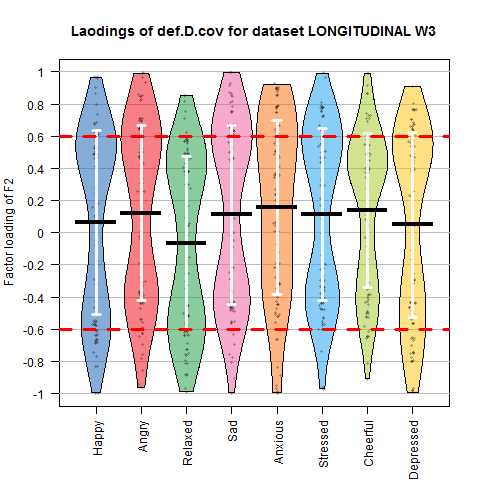 Laodings of def.D.cov for dataset LONGITUDINAL W3
Factor loading of F2
1
0.8
0.6
0.4
0.2
0
-0.2
-0.4
-0.6
-0.8
-1
Happy
Angry
Relaxed
Sad
Anxious
Stressed
Cheerful
Depressed